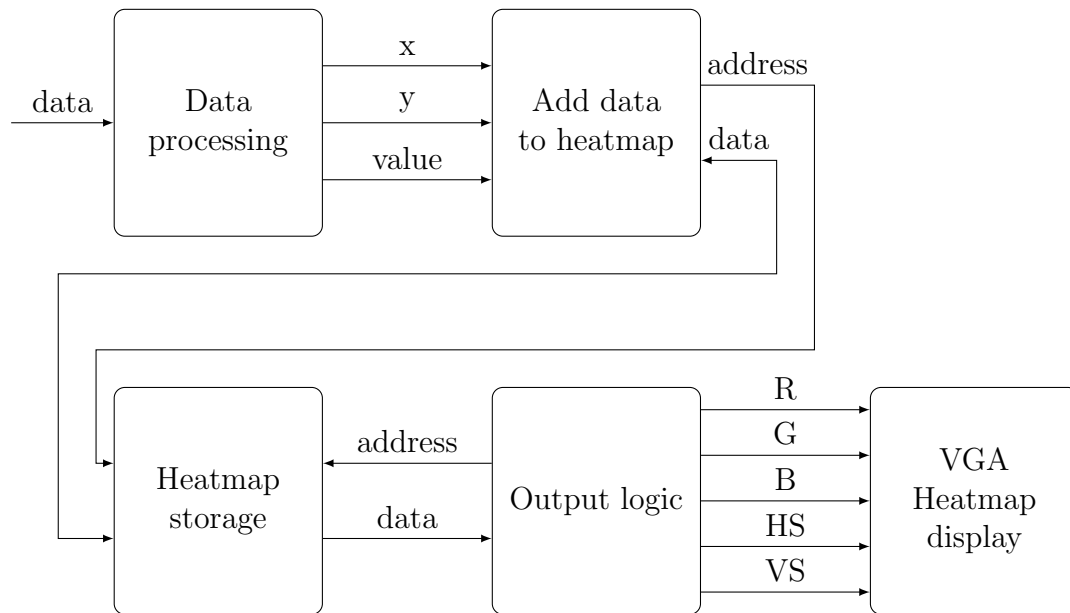 data
Data
processing
x
y
value
Add data
to heatmap
address
data
Heatmap
storage
address
data
Output logic
R
G
B
HS
VS
VGA
Heatmap
display